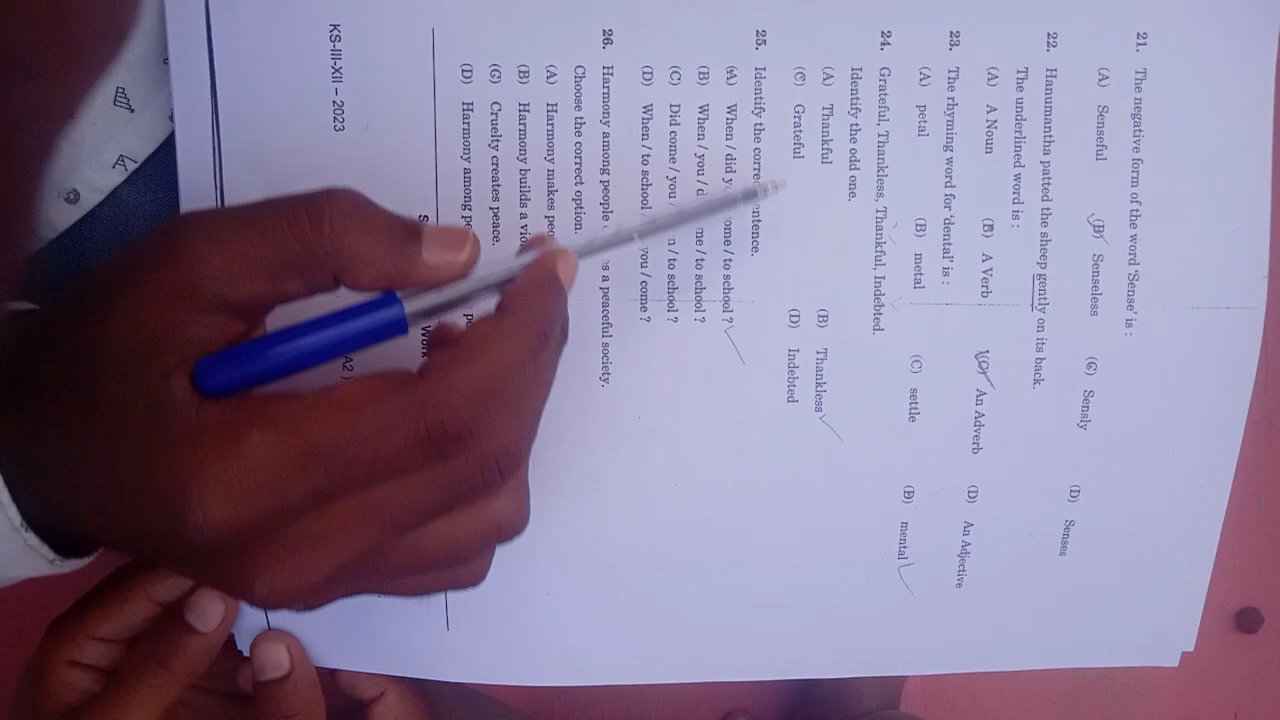 21. The negative form of the word 'Sense' is :
(A) Senseful (B) Senseless (C) Sensly (D) Senses
22. Hanumantha patted the sheep gently on its back.
The underlined word is :
(A) A Noun (B) A Verb (C) An Adverb (D) An Adjective
23. The rhyming word for 'dental' is :
(A) petal (B) metal (C) settle (D) mental
24. Grateful, Thankless, Thankful, Indebted.
Identify the odd one.
(A) Thankful (B) Thankless
(C) Grateful (D) Indebted
25. Identify the correc entence.
(A) When / did y ome / to school ?
(B) When / you / d me / to school ?
(C) Did come / you / n / to school ?
(D) When / to school / you / come ?
26. Harmony among people es a peaceful society.
Choose the correct option.
(A) Harmony makes peo
(B) Harmony builds a vio
(C) Cruelty creates peace.
(D) Harmony among pe
KS-III-XII – 2023
A2 )